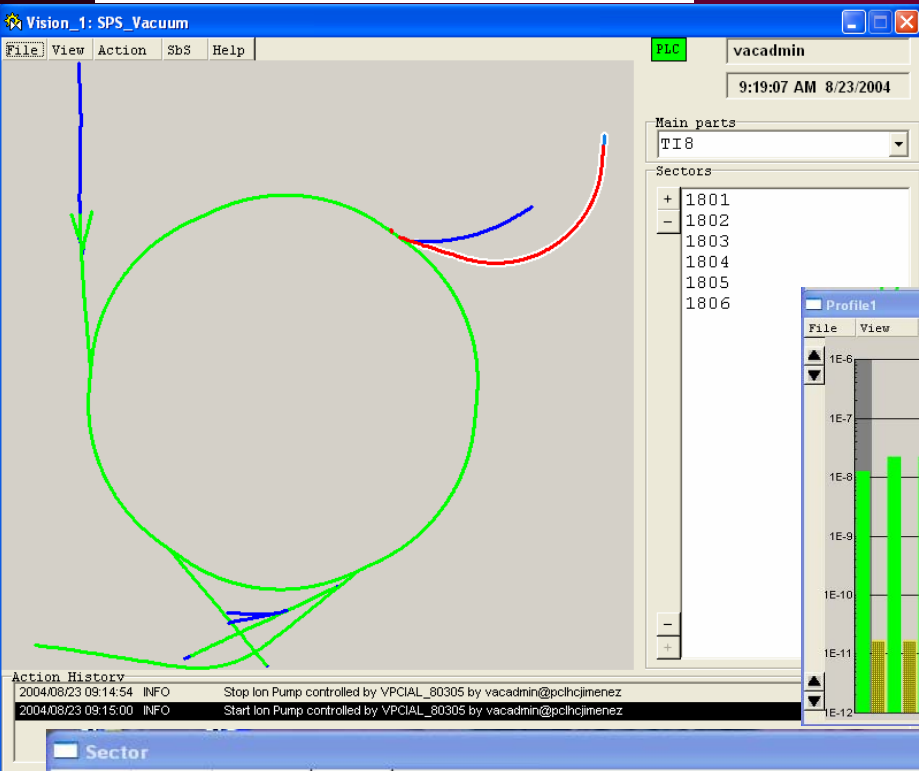 Vision_1: SPS_Vacuum
File View Action SbS Help
PLC
vacadmin
9:19:07 AM 8/23/2004
Main parts
TI8
Sectors
+
-
1801
1802
1803
1804
1805
1806
-
+
Profile1
File View
1E-6
1E-7
1E-8
1E-9
1E-10
1E-11
1E-12
Action History
2004/08/23 09:14:54 INFO Stop Ion Pump controlled by VPCIAL_80305 by vacadmin@pclhcjimenez
2004/08/23 09:15:00 INFO Start Ion Pump controlled by VPCIAL_80305 by vacadmin@pclhcjimenez
Sector